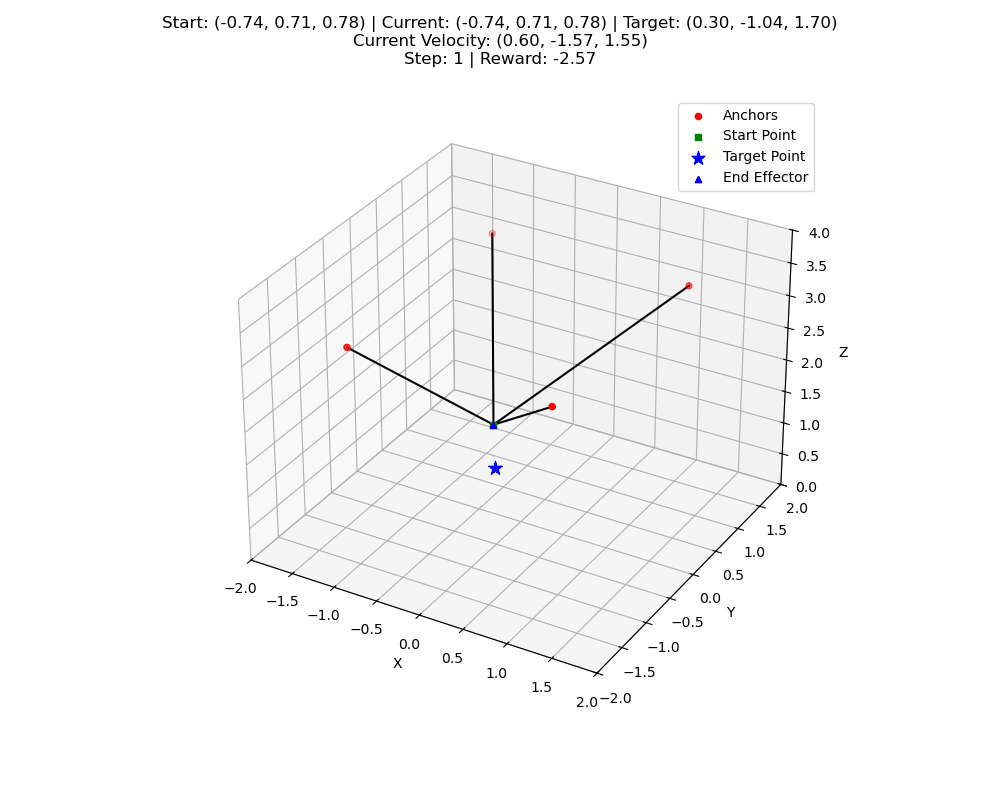 Start: (-0.74, 0.71, 0.78) | Current: (-0.74, 0.71, 0.78) | Target: (0.30, -1.04, 1.70)
Current Velocity: (0.60, -1.57, 1.55)
Step: 1 | Reward: -2.57
Anchors
Start Point
Target Point
End Effector
4.0
3.5
3.0
2.5
Z
2.0
1.5
1.0
0.5
0.0
2.0
1.5
1.0
0.5
0.0
Y
−0.5
−1.0
−1.5
−2.0
−2.0
−1.5
−1.0
−0.5
0.0
X
0.5
1.0
1.5
2.0